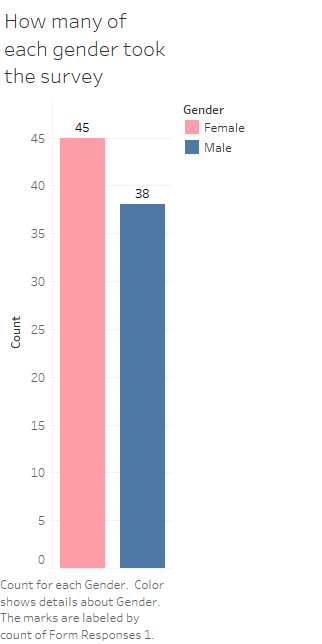 How many of
each gender took
the survey
Gender
Female
Male
45
38
45
40
35
30
25
20
15
10
5
0
Count
Count for each Gender.  Color
shows details about Gender.
The marks are labeled by
count of Form Responses 1.